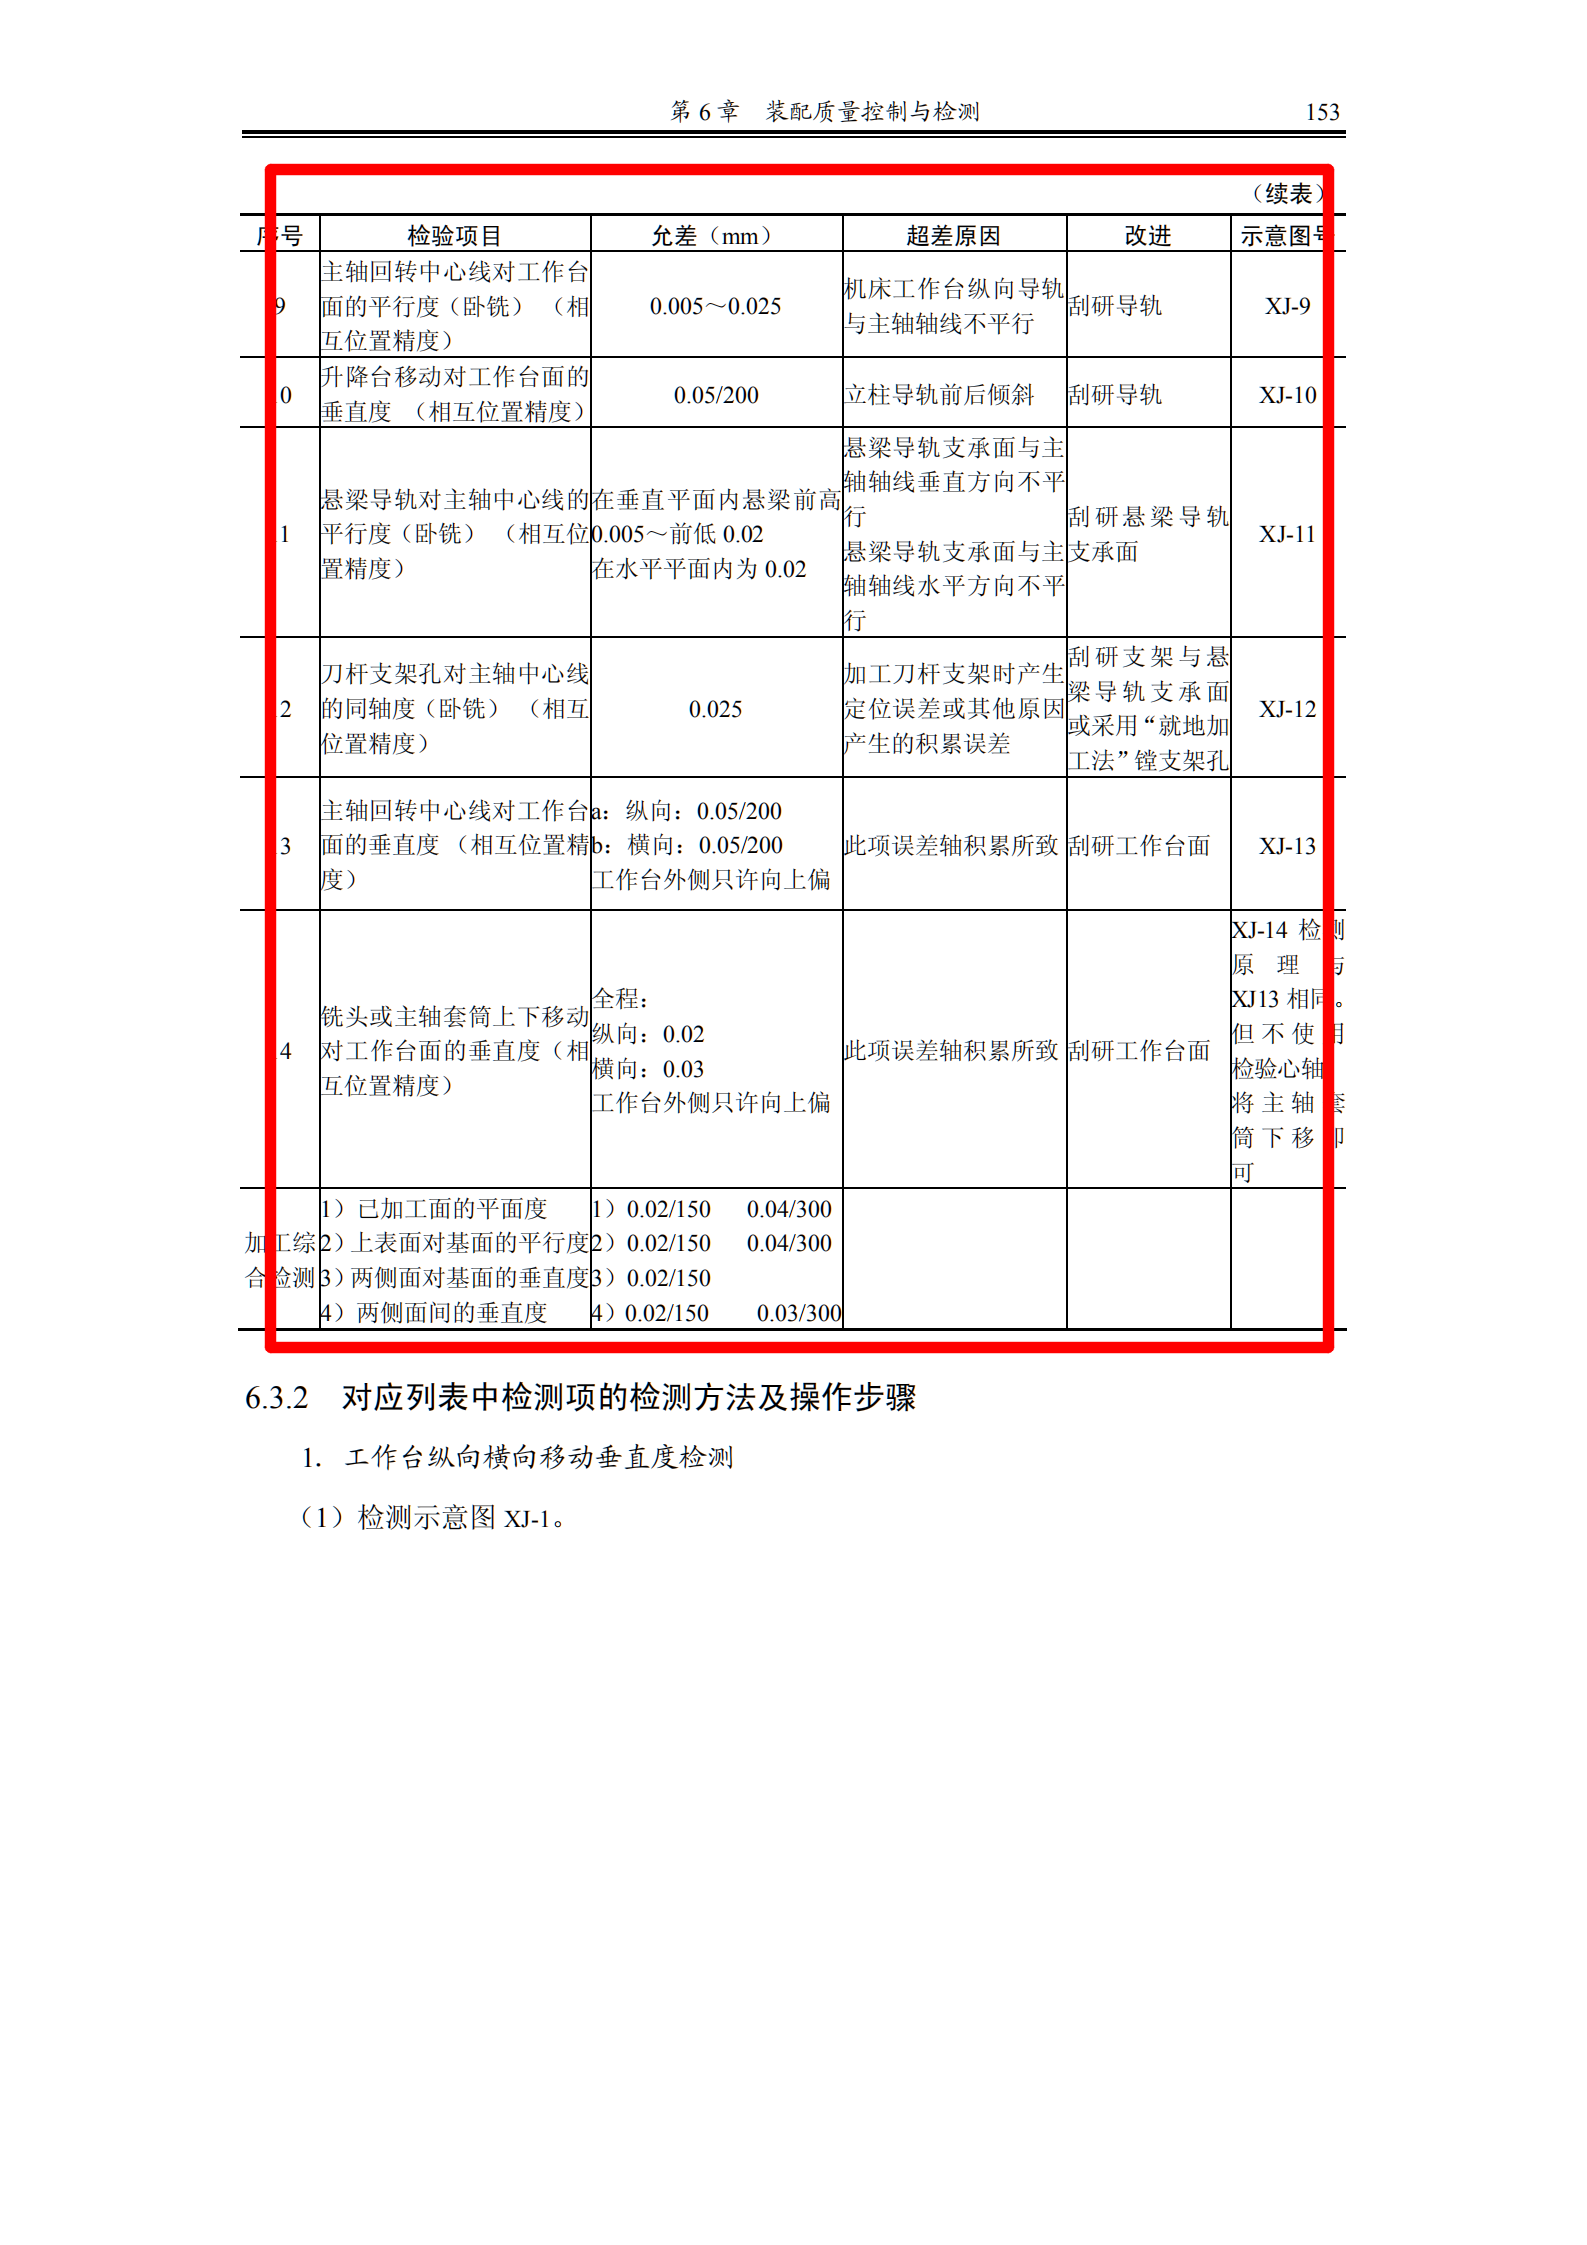 第 6 章 装配质量控制与检测 153
（续表）
序号 检验项目 允差（mm） 超差原因 改进 示意图号
9
主轴回转中心线对工作台
面的平行度（卧铣）（相
互位置精度）
0.005～0.025
机床工作台纵向导轨
与主轴轴线不平行
刮研导轨
XJ-9
0
升降台移动对工作台面的
垂直度 （相互位置精度）
0.05/200
立柱导轨前后倾斜
刮研导轨
XJ-10
1
悬梁导轨对主轴中心线的
平行度（卧铣）（相互位
置精度）
在垂直平面内悬梁前高
0.005～前低 0.02
在水平平面内为 0.02
悬梁导轨支承面与主
轴轴线垂直方向不平
行
悬梁导轨支承面与主
轴轴线水平方向不平
行
刮研悬梁导轨
支承面
XJ-11
2
刀杆支架孔对主轴中心线
的同轴度（卧铣）（相互
位置精度）
0.025
加工刀杆支架时产生
定位误差或其他原因
产生的积累误差
刮研支架与悬
梁导轨支承面
或采用“就地加
工法”镗支架孔
XJ-12
3
主轴回转中心线对工作台
面的垂直度 （相互位置精
度）
a：纵向：0.05/200
b：横向：0.05/200
工作台外侧只许向上偏
此项误差轴积累所致
刮研工作台面
XJ-13
4
铣头或主轴套筒上下移动
对工作台面的垂直度（相
互位置精度）
全程：
纵向：0.02
横向：0.03
工作台外侧只许向上偏
此项误差轴积累所致
刮研工作台面
XJ-14 检测
原理与
XJ13 相同。
但不使用
检验心轴
将主轴套
筒下移即
可
加工综
合检测
1）已加工面的平面度
2）上表面对基面的平行度
3）两侧面对基面的垂直度
4）两侧面间的垂直度
1）0.02/150 0.04/300
2）0.02/150 0.04/300
3）0.02/150
4）0.02/150 0.03/300
6.3.2 对应列表中检测项的检测方法及操作步骤
1. 工作台纵向横向移动垂直度检测
（1）检测示意图 XJ-1。